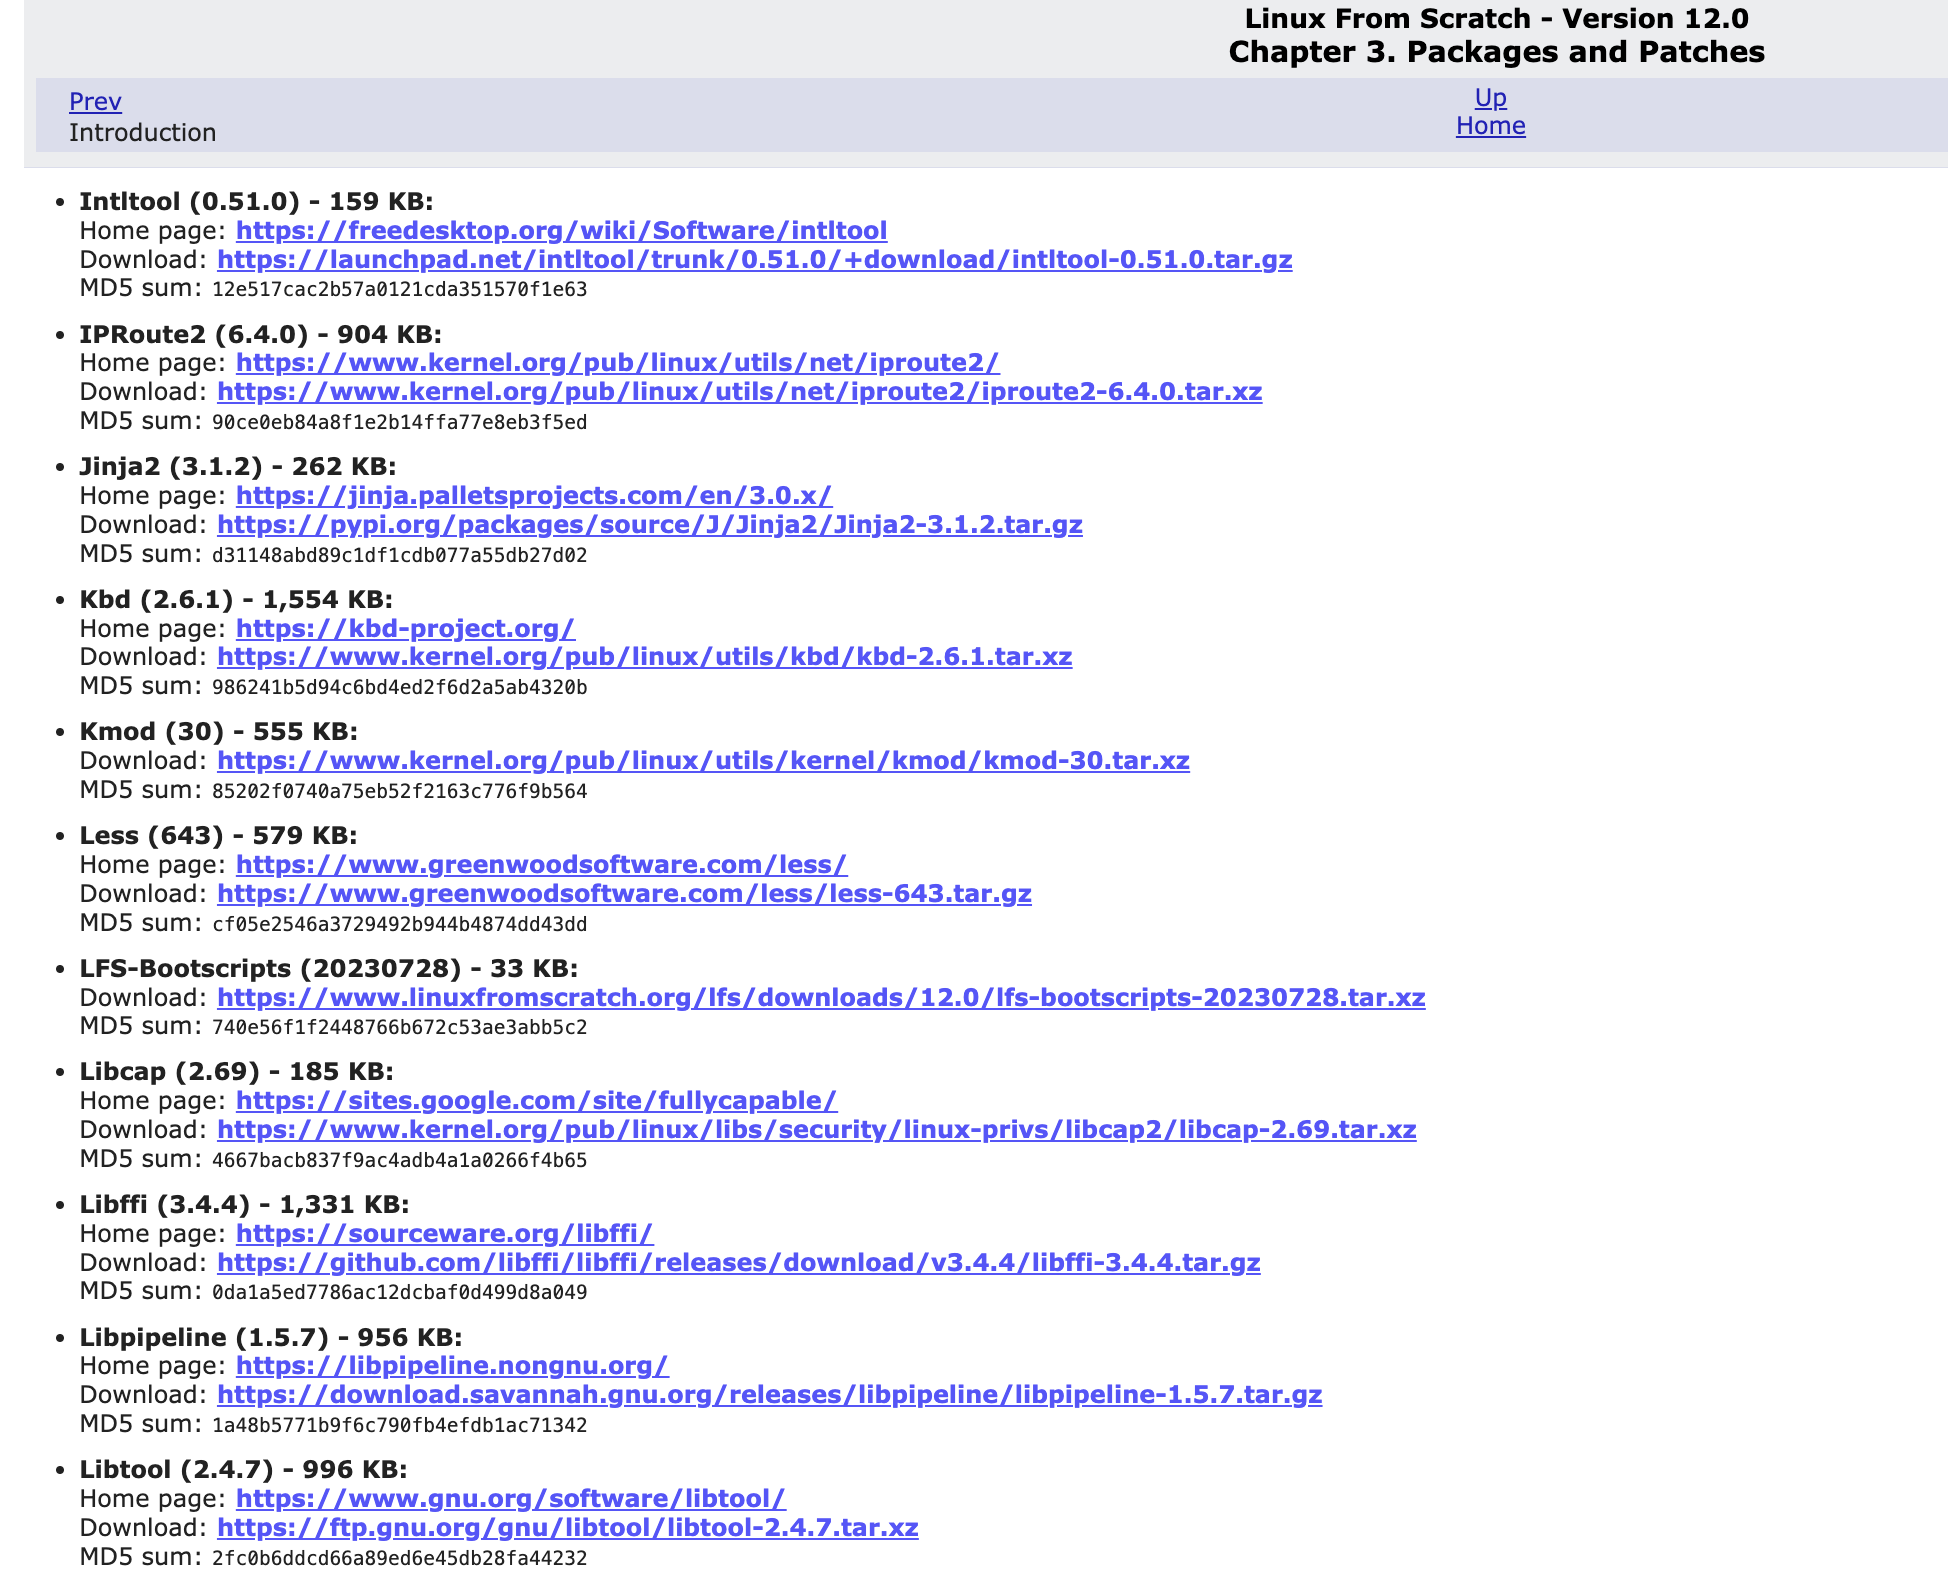 Linux From Scratch - Version 12.0
Chapter 3. Packages and Patches
Prev
Introduction
Up
Home
• Intltool (0.51.0) - 159 KB:
Home page: https://freedesktop.org/wiki/Software/intltool
Download: https://launchpad.net/intltool/trunk/0.51.0/+download/intltool-0.51.0.tar.gz
MD5 sum: 12e517cac2b57a0121cda351570f1e63
• IPRoute2 (6.4.0) - 904 KB:
Home page: https://www.kernel.org/pub/linux/utils/net/iproute2/
Download: https://www.kernel.org/pub/linux/utils/net/iproute2/iproute2-6.4.0.tar.xz
MD5 sum: 90ce0eb84a8f1e2b14ffa77e8eb3f5ed
• Jinja2 (3.1.2) - 262 KB:
Home page: https://jinja.palletsprojects.com/en/3.0.x/
Download: https://pypi.org/packages/source/J/Jinja2/Jinja2-3.1.2.tar.gz
MD5 sum: d31148abd89c1df1cdb077a55db27d02
• Kbd (2.6.1) - 1,554 KB:
Home page: https://kbd-project.org/
Download: https://www.kernel.org/pub/linux/utils/kbd/kbd-2.6.1.tar.xz
MD5 sum: 986241b5d94c6bd4ed2f6d2a5ab4320b
• Kmod (30) - 555 KB:
Download: https://www.kernel.org/pub/linux/utils/kernel/kmod/kmod-30.tar.xz
MD5 sum: 85202f0740a75eb52f2163c776f9b564
• Less (643) - 579 KB:
Home page: https://www.greenwoodsoftware.com/less/
Download: https://www.greenwoodsoftware.com/less/less-643.tar.gz
MD5 sum: cf05e2546a3729492b944b4874dd43dd
• LFS-Bootscripts (20230728) - 33 KB:
Download: https://www.linuxfromscratch.org/lfs/downloads/12.0/lfs-bootscripts-20230728.tar.xz
MD5 sum: 740e56f1f2448766b672c53ae3abb5c2
• Libcap (2.69) - 185 KB:
Home page: https://sites.google.com/site/fullycapable/
Download: https://www.kernel.org/pub/linux/libs/security/linux-privs/libcap2/libcap-2.69.tar.xz
MD5 sum: 4667bacb837f9ac4adb4a1a0266f4b65
• Libffi (3.4.4) - 1,331 KB:
Home page: https://sourceware.org/libffi/
Download: https://github.com/libffi/libffi/releases/download/v3.4.4/libffi-3.4.4.tar.gz
MD5 sum: 0da1a5ed7786ac12dcbaf0d499d8a049
• Libpipeline (1.5.7) - 956 KB:
Home page: https://libpipeline.nongnu.org/
Download: https://download.savannah.gnu.org/releases/libpipeline/libpipeline-1.5.7.tar.gz
MD5 sum: 1a48b5771b9f6c790fb4efdb1ac71342
• Libtool (2.4.7) - 996 KB:
Home page: https://www.gnu.org/software/libtool/
Download: https://ftp.gnu.org/gnu/libtool/libtool-2.4.7.tar.xz
MD5 sum: 2fc0b6ddcd66a89ed6e45db28fa44232